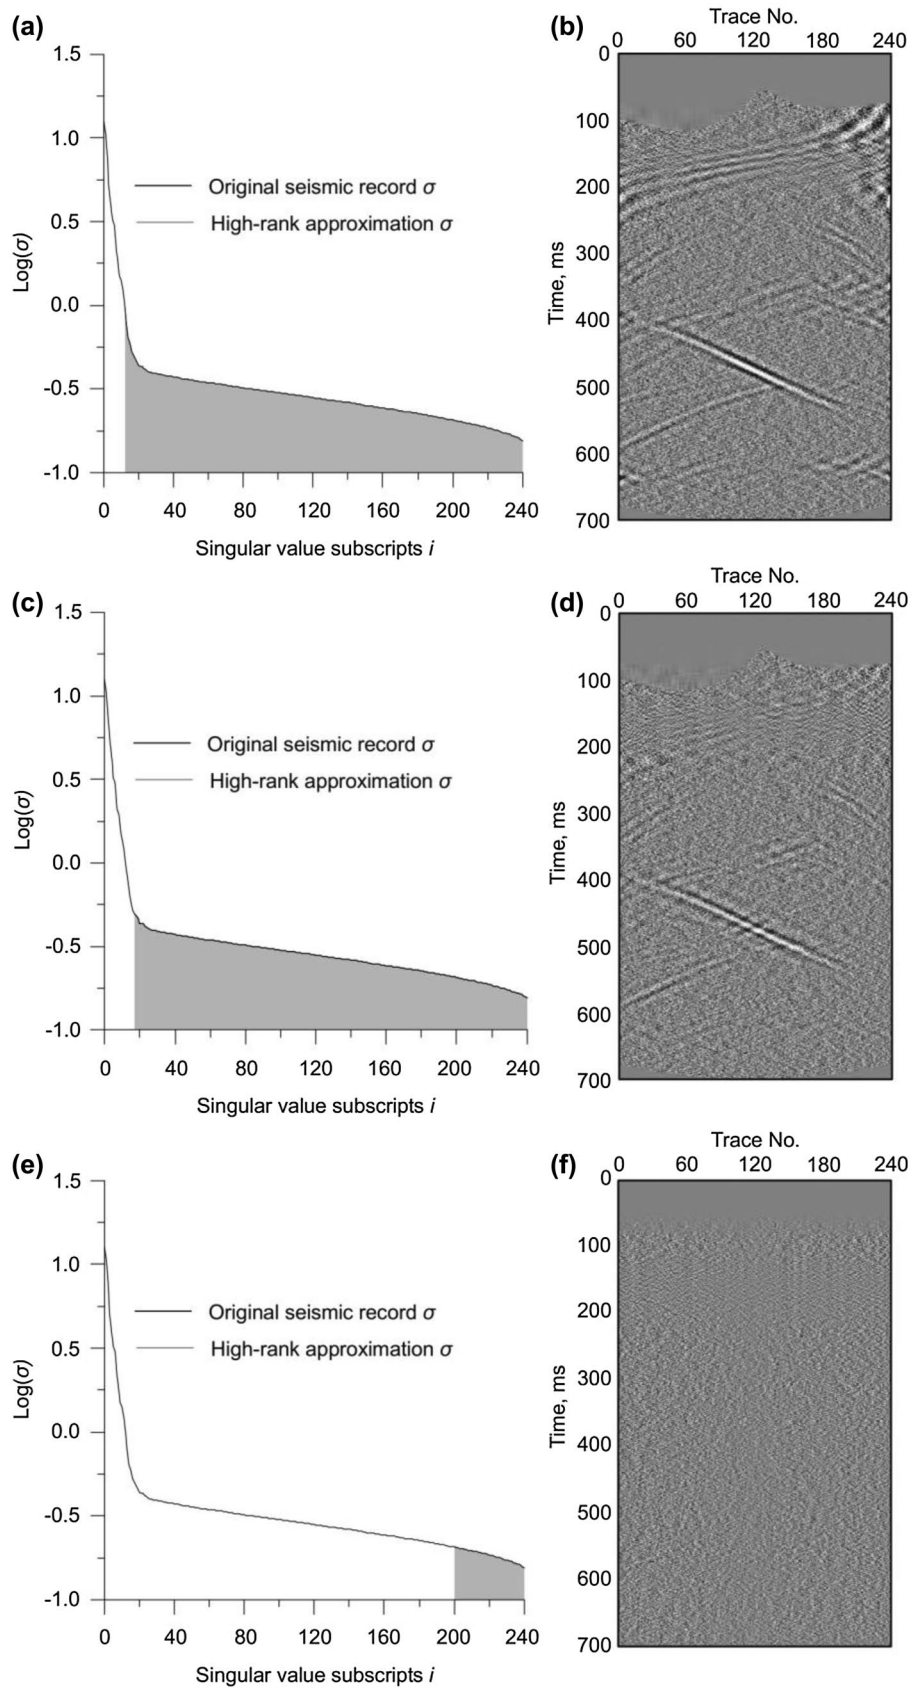 (a)
1.5
1.0
0.5
0.0
-0.5
-1.0
Log(σ)
Original seismic record σ
High-rank approximation σ
0 40 80 120 160 200 240
Singular value subscripts i
(b)
Trace No.
0 60 120 180 240
0
100
200
300
400
500
600
700
Time, ms
(c)
1.5
1.0
0.5
0.0
-0.5
-1.0
Log(σ)
Original seismic record σ
High-rank approximation σ
0 40 80 120 160 200 240
Singular value subscripts i
(d)
Trace No.
0 60 120 180 240
0
100
200
300
400
500
600
700
Time, ms
(e)
1.5
1.0
0.5
0.0
-0.5
-1.0
Log(σ)
Original seismic record σ
High-rank approximation σ
0 40 80 120 160 200 240
Singular value subscripts i
(f)
Trace No.
0 60 120 180 240
0
100
200
300
400
500
600
700
Time, ms